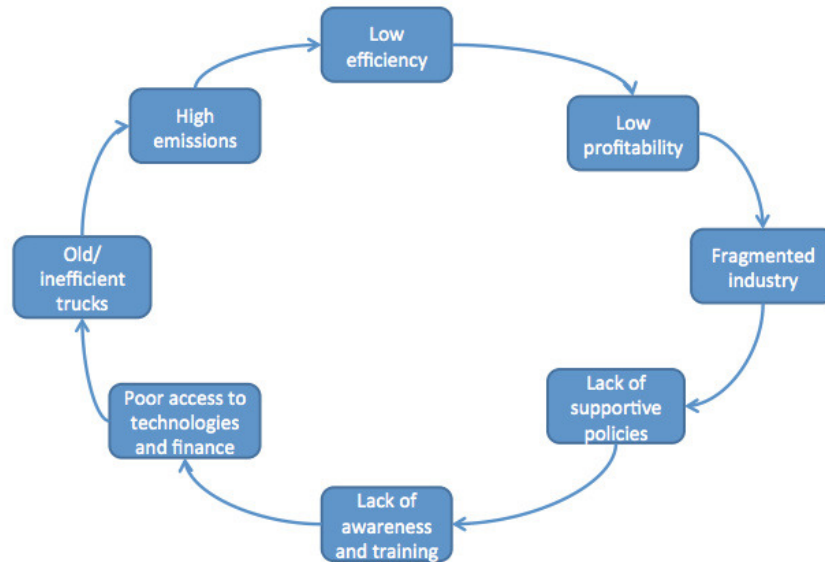 Low
efficiency
Low
profitability
Fragmented
industry
Lack of
supportive
policies
Lack of
awareness
and training
Poor access to
technologies
and finance
Old/
inefficient
trucks
High
emissions